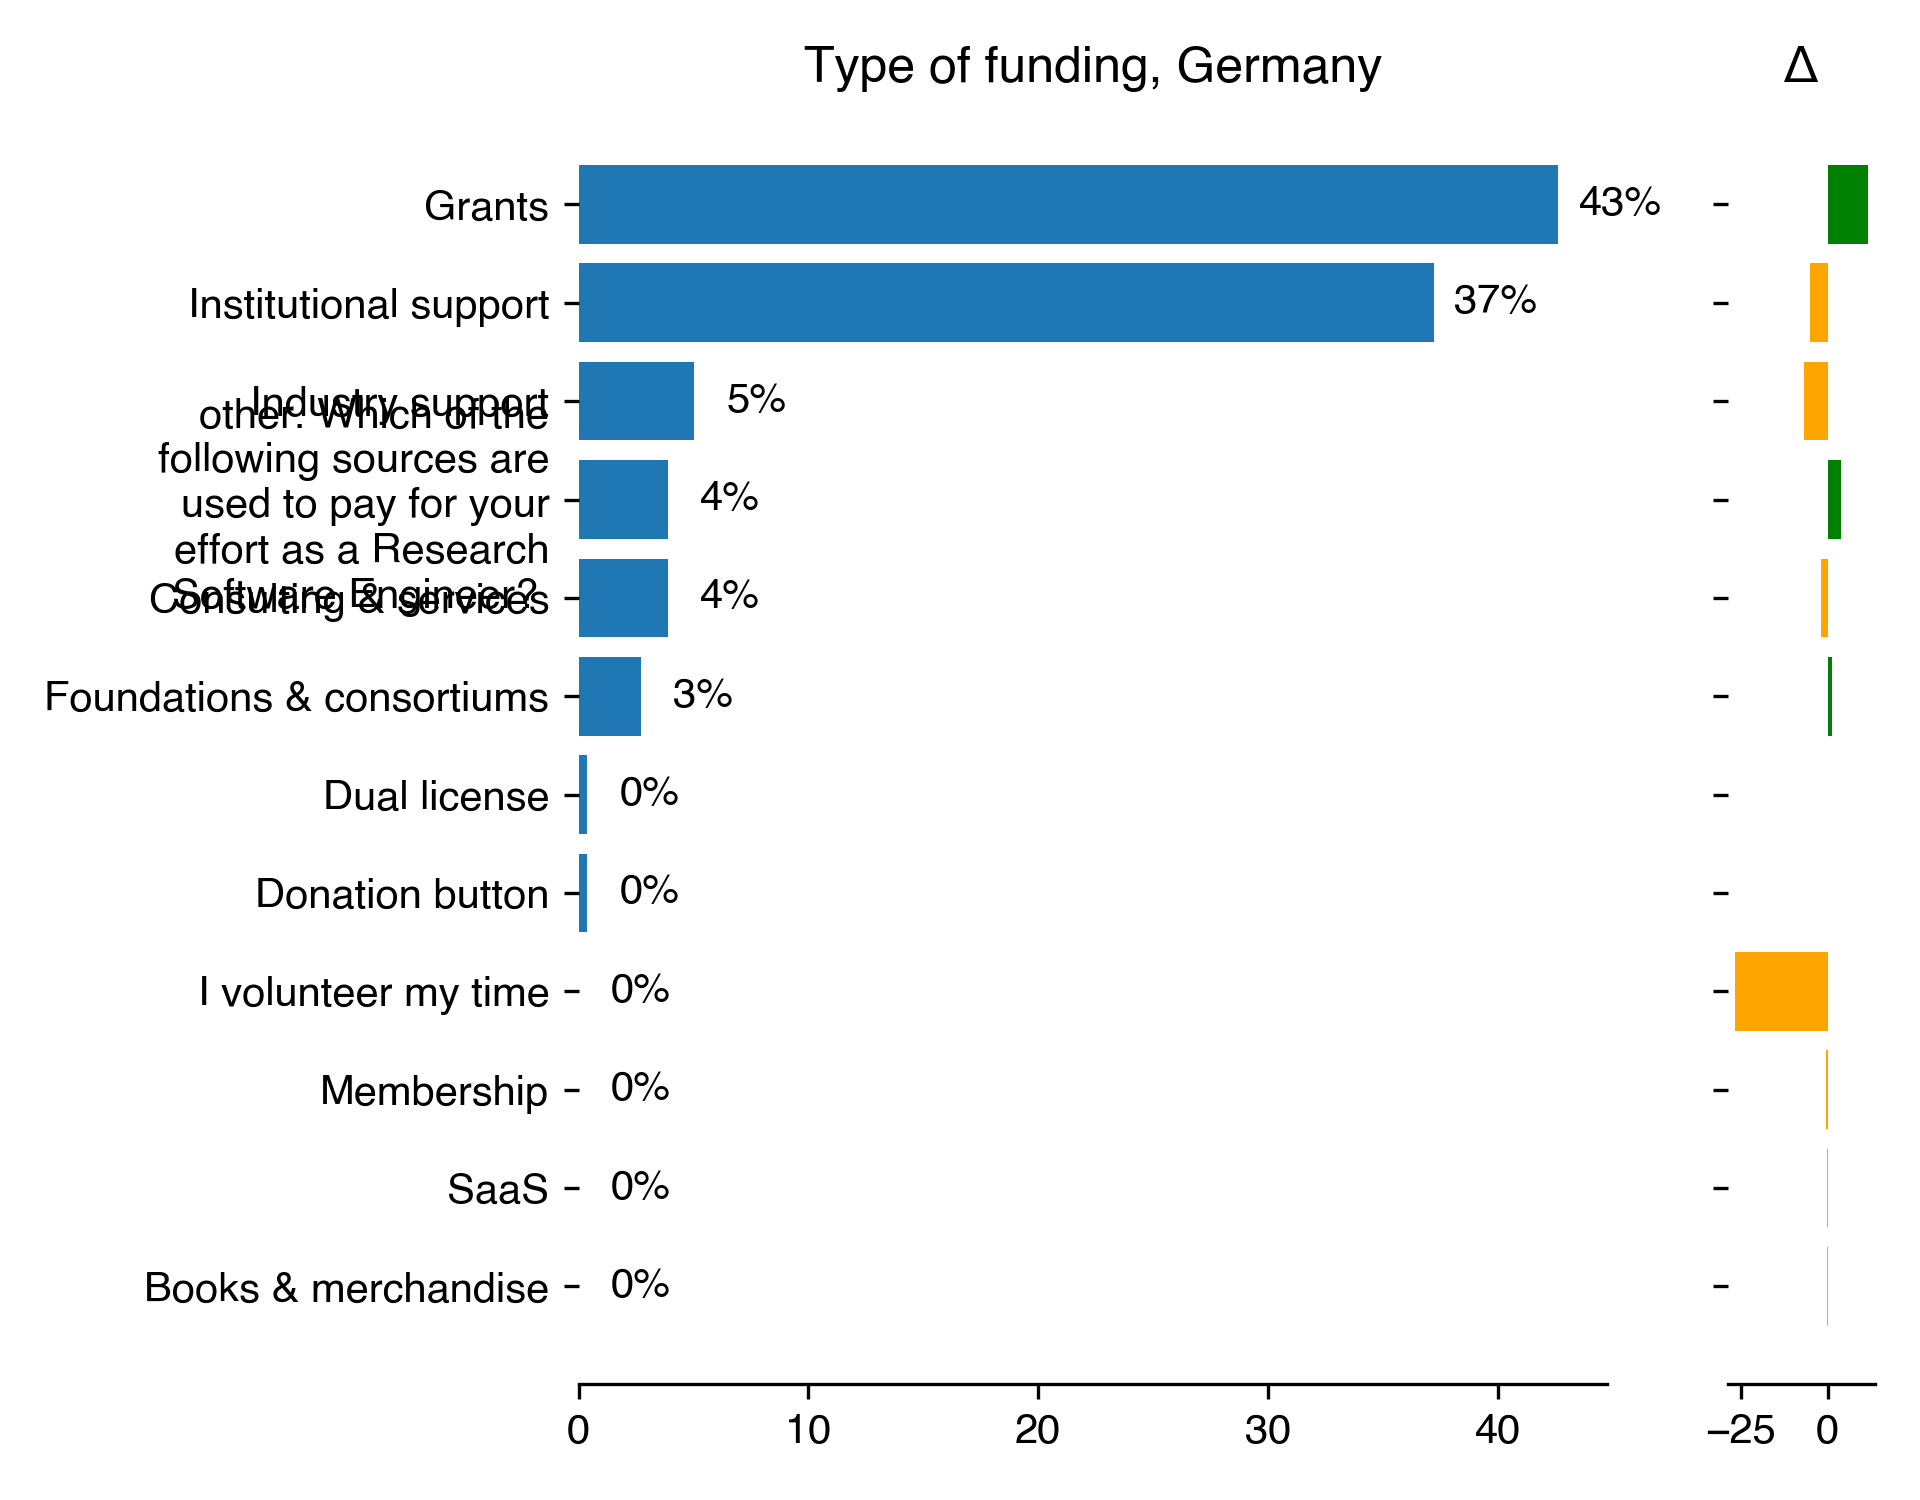 Type of funding, Germany
Δ
Grants
43%
Institutional support
37%
Industry support
5%
other. Which of the
following sources are
used to pay for your
effort as a Research
Software Engineer?
4%
Consulting & services
4%
Foundations & consortiums
3%
Dual license
0%
Donation button
0%
I volunteer my time
0%
Membership
0%
SaaS
0%
Books & merchandise
0%
0 10 20 30 40
−25 0